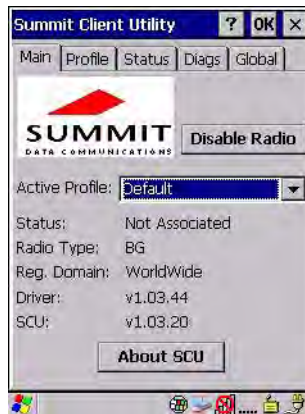 Summit Client Utility ? OK ×
Main Profile Status Diags Global
SUMMIT
DATA COMMUNICATIONS
Disable Radio
Active Profile: Default
Status: Not Associated
Radio Type: BG
Reg. Domain: WorldWide
Driver: v1.03.44
SCU: v1.03.20
About SCU